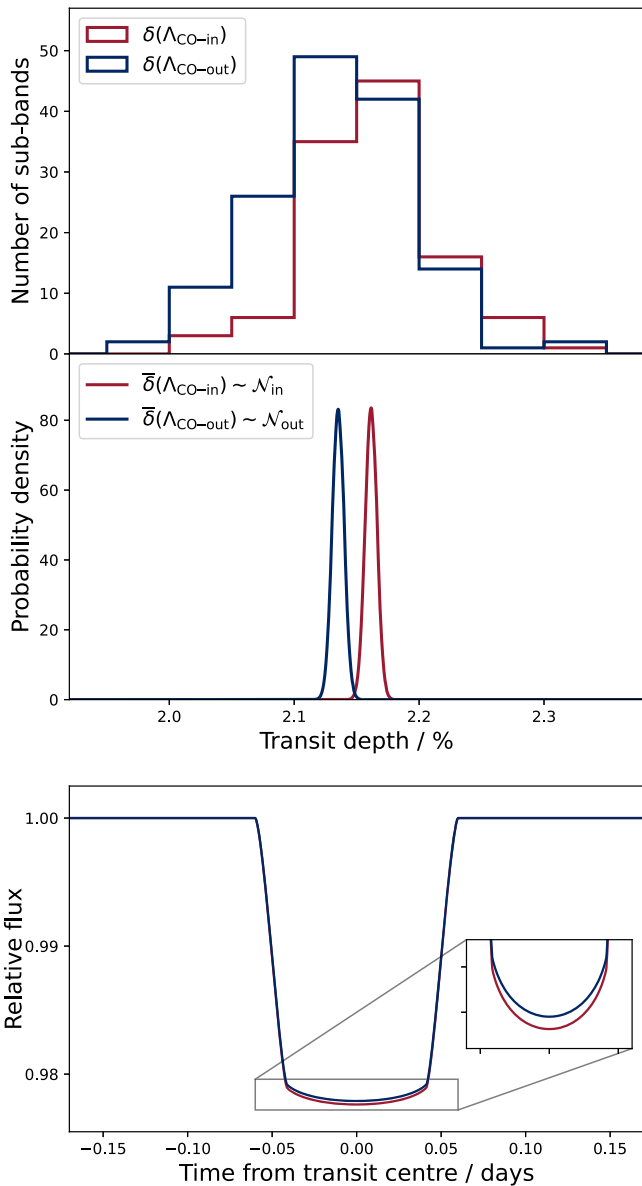 δ(Λ_CO−in)
δ(Λ_CO−out)
Number of sub-bands
50
40
30
20
10
0
δ̅(Λ_CO−in) ~ 𝒩_in
δ̅(Λ_CO−out) ~ 𝒩_out
Probability density
80
60
40
20
0
2.0 2.1 2.2 2.3
Transit depth / %
Relative flux
1.00
0.99
0.98
−0.15 −0.10 −0.05 0.00 0.05 0.10 0.15
Time from transit centre / days